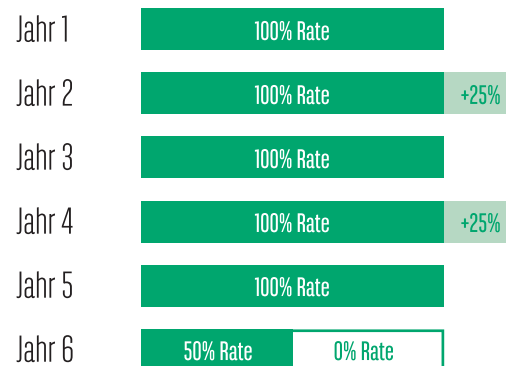 Jahr 1 100% Rate
Jahr 2 100% Rate +25%
Jahr 3 100% Rate
Jahr 4 100% Rate +25%
Jahr 5 100% Rate
Jahr 6 50% Rate 0% Rate